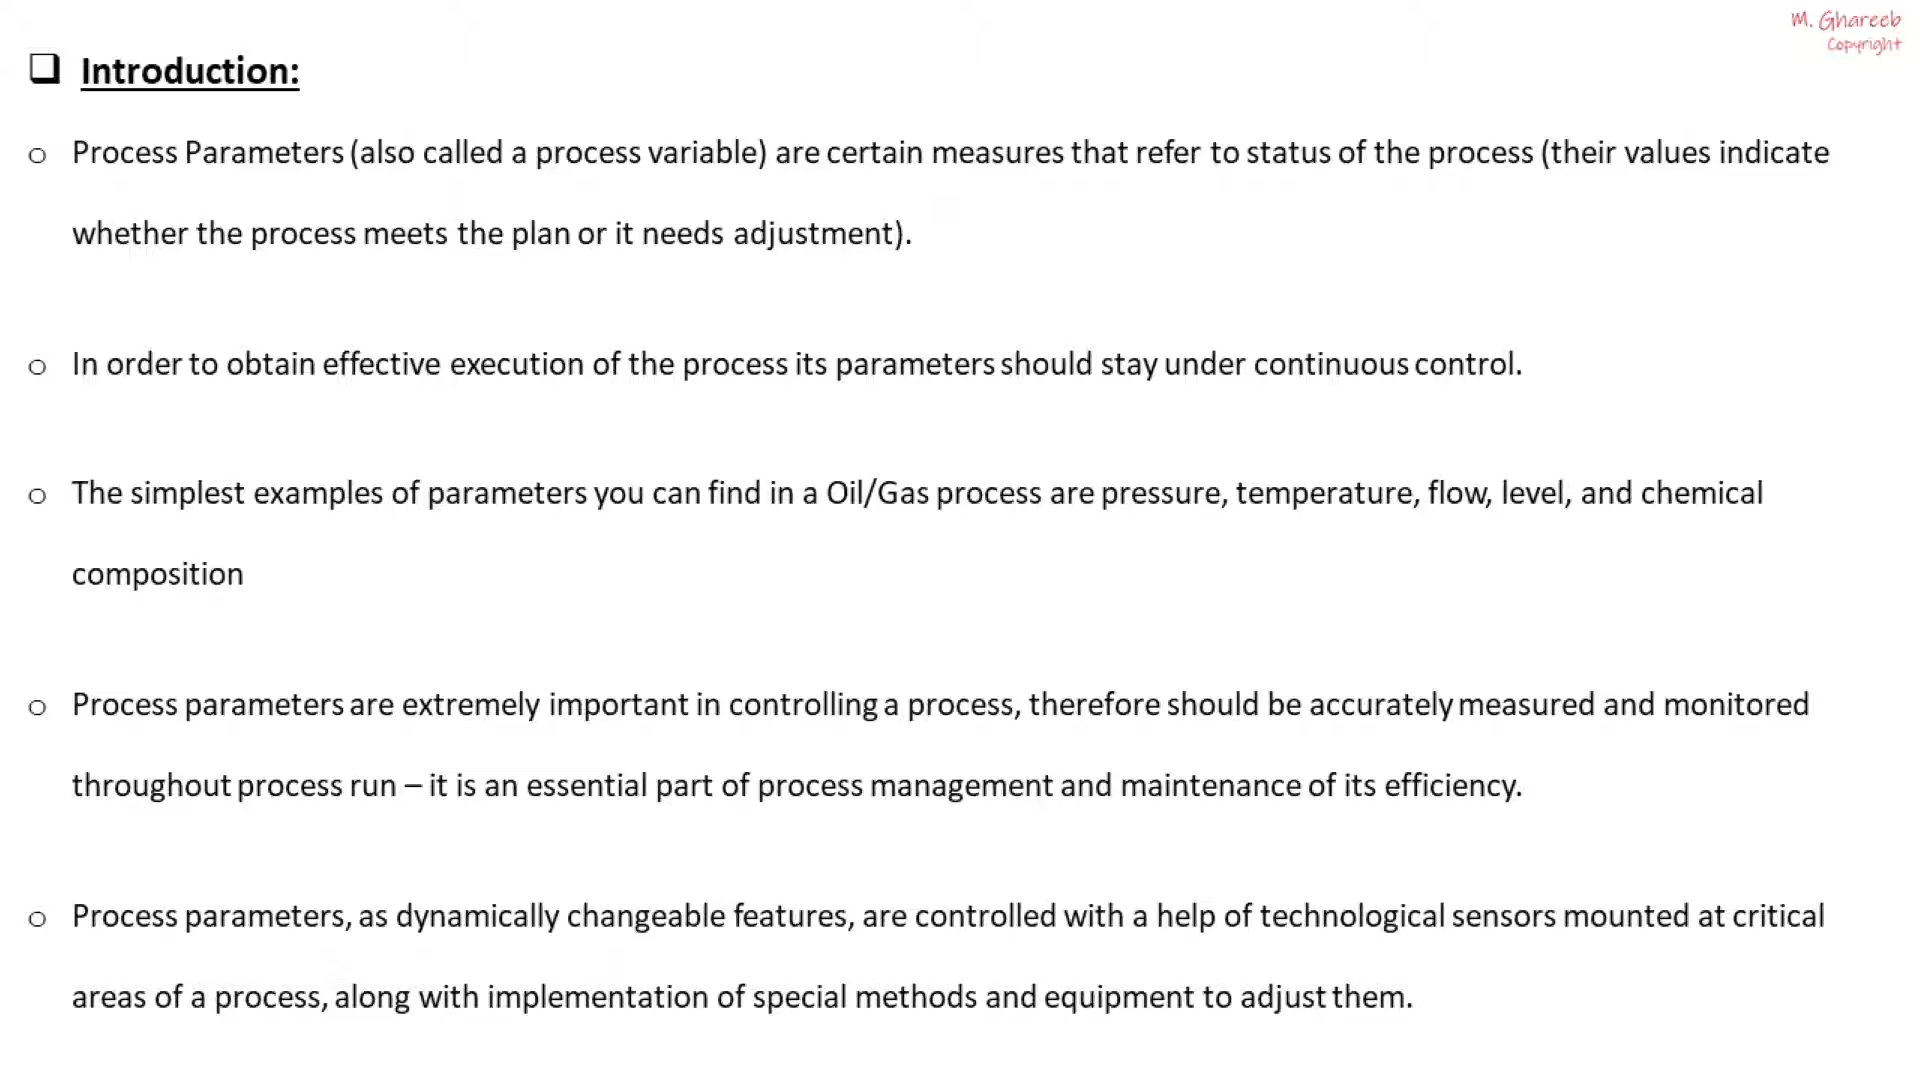 M. Ghareeb
Copyright
Introduction:
Process Parameters (also called a process variable) are certain measures that refer to status of the process (their values indicate
whether the process meets the plan or it needs adjustment).
In order to obtain effective execution of the process its parameters should stay under continuous control.
The simplest examples of parameters you can find in a Oil/Gas process are pressure, temperature, flow, level, and chemical
composition
Process parameters are extremely important in controlling a process, therefore should be accurately measured and monitored
throughout process run – it is an essential part of process management and maintenance of its efficiency.
Process parameters, as dynamically changeable features, are controlled with a help of technological sensors mounted at critical
areas of a process, along with implementation of special methods and equipment to adjust them.